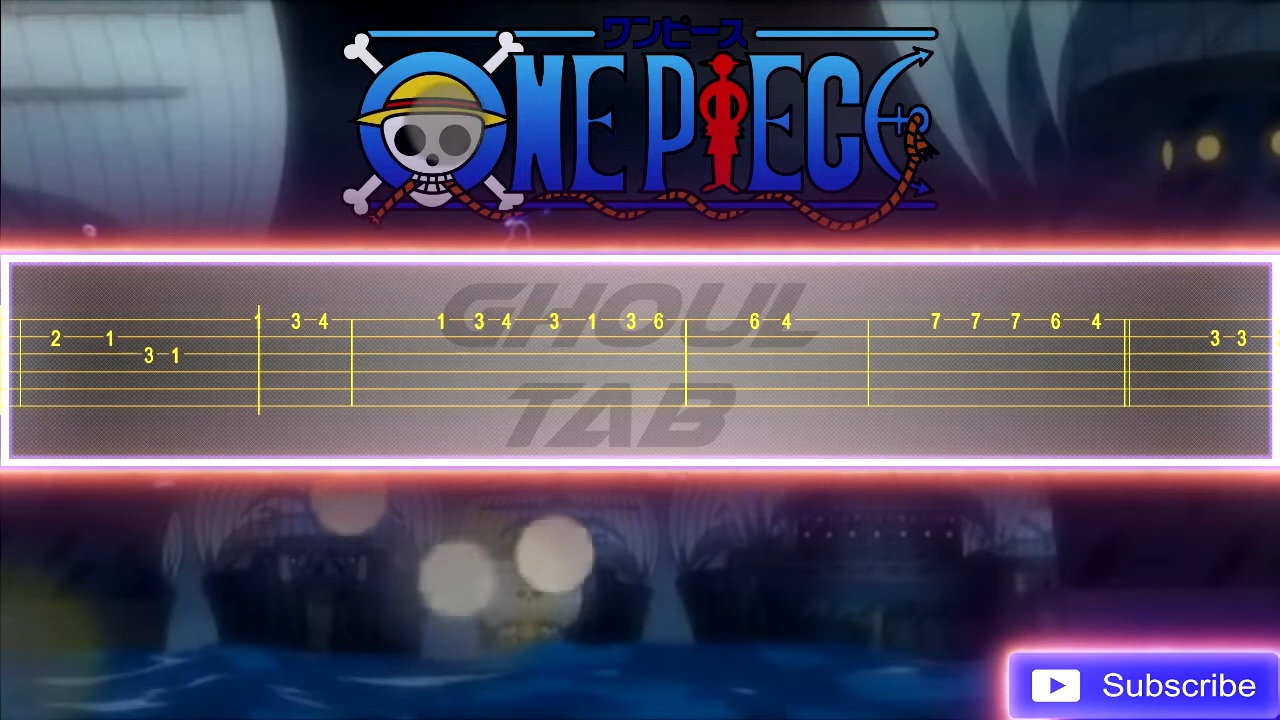 ワンピース
ONE PIECE
GHOUL
TAB
1 3 4 1 3 4 3 1 3 6 6 4 7 7 7 6 4
2 1 3 3
3 1
Subscribe